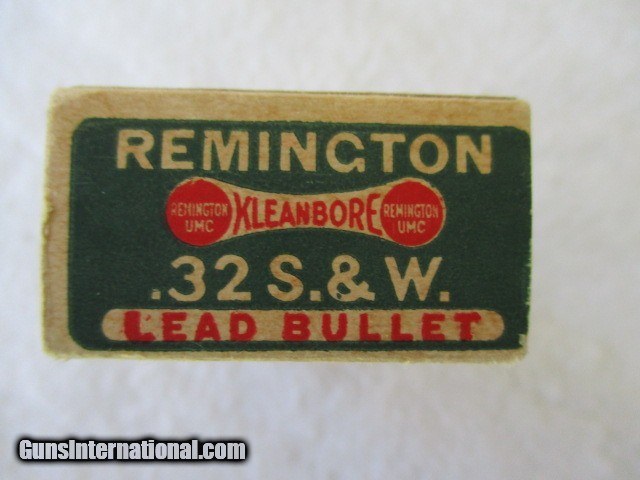 REMINGTON
REMINGTON UMC KLEANBORE REMINGTON UMC
.32 S.& W.
LEAD BULLET
GunsInternational.com